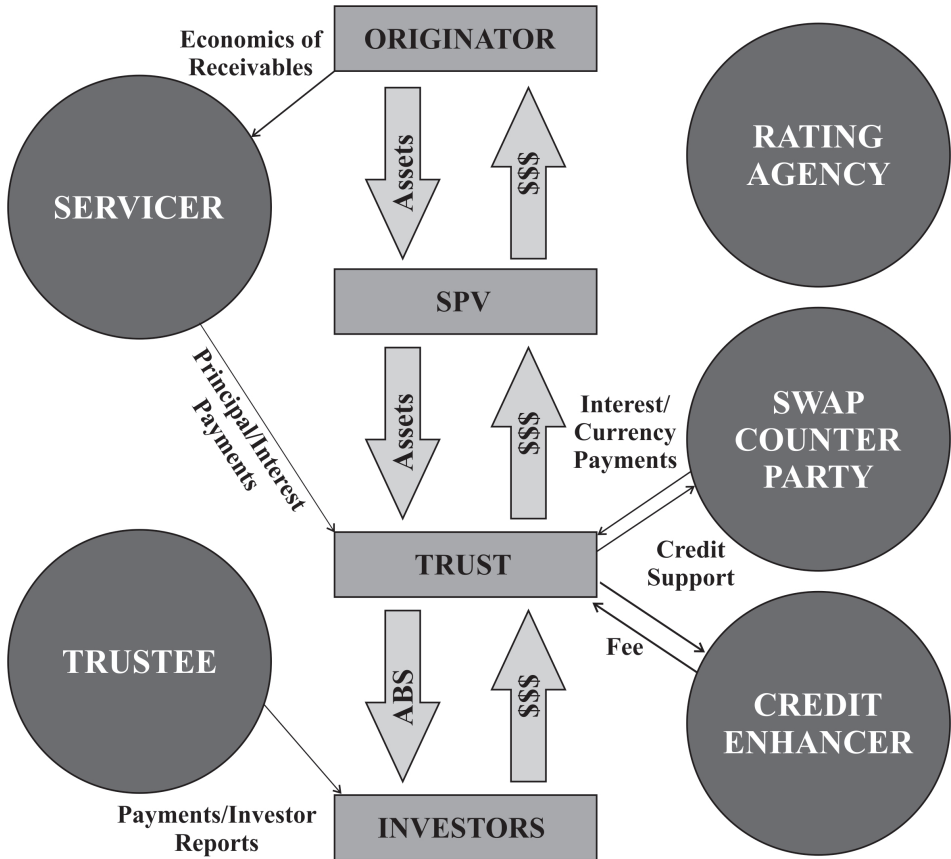 Economics of
Receivables
ORIGINATOR
RATING
AGENCY
SERVICER
Assets
$$$
SPV
Principal/Interest
Payments
Assets
$$$
Interest/
Currency
Payments
SWAP
COUNTER
PARTY
TRUST
Credit
Support
Fee
TRUSTEE
ABS
$$$
CREDIT
ENHANCER
Payments/Investor
Reports
INVESTORS